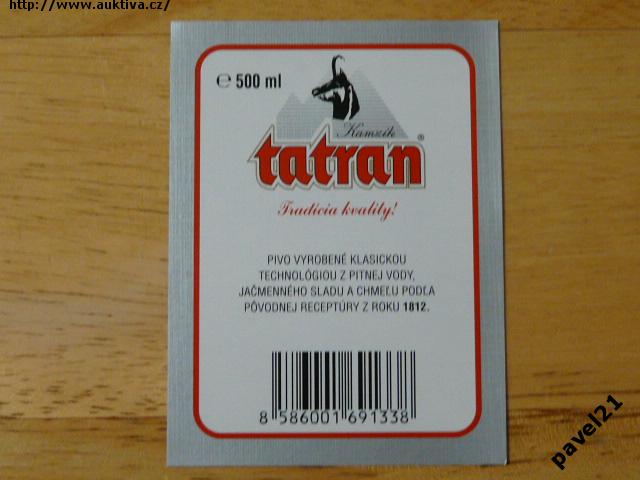 http://www.auktiva.cz/
℮ 500 ml
Kamzík
tatran®
Tradícia kvality!
PIVO VYROBENÉ KLASICKOU
TECHNOLÓGIOU Z PITNEJ VODY,
JAČMENNÉHO SLADU A CHMEĽU PODĽA
PÔVODNEJ RECEPTÚRY Z ROKU 1812.
8 586001 691338
pavel21